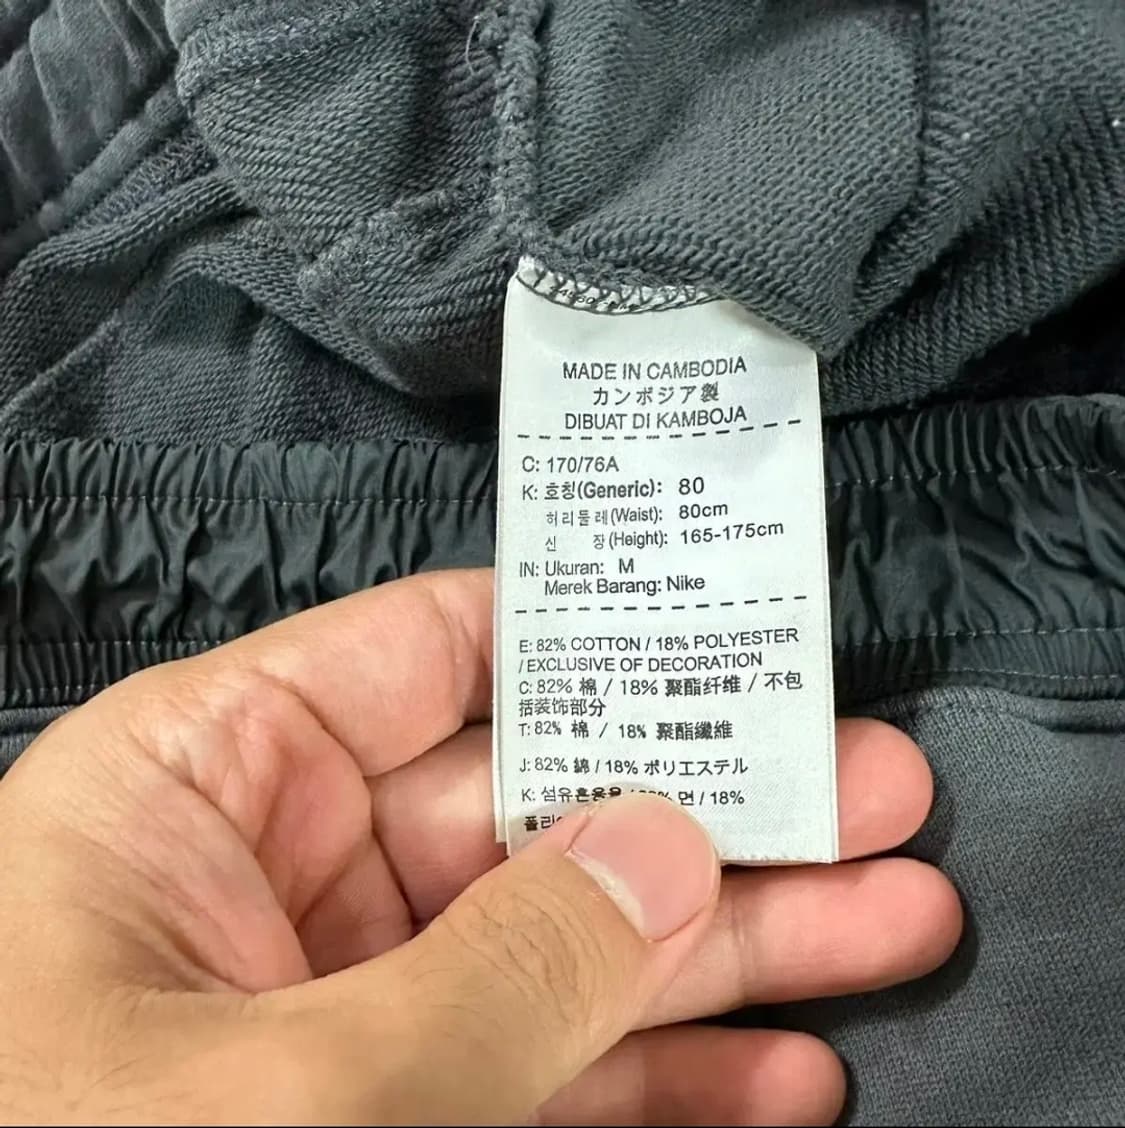 MADE IN CAMBODIA
カンボジア製
DIBUAT DI KAMBOJA
C: 170/76A
K: 호칭(Generic): 80
허리둘레(Waist): 80cm
신 장(Height): 165-175cm
IN: Ukuran: M
Merek Barang: Nike
E: 82% COTTON / 18% POLYESTER
/ EXCLUSIVE OF DECORATION
C: 82% 棉 / 18% 聚酯纤维 / 不包
括装饰部分
T: 82% 棉 / 18% 聚酯纖維
J: 82% 綿 / 18% ポリエステル
K: 섬유혼용율 / 면 / 18%